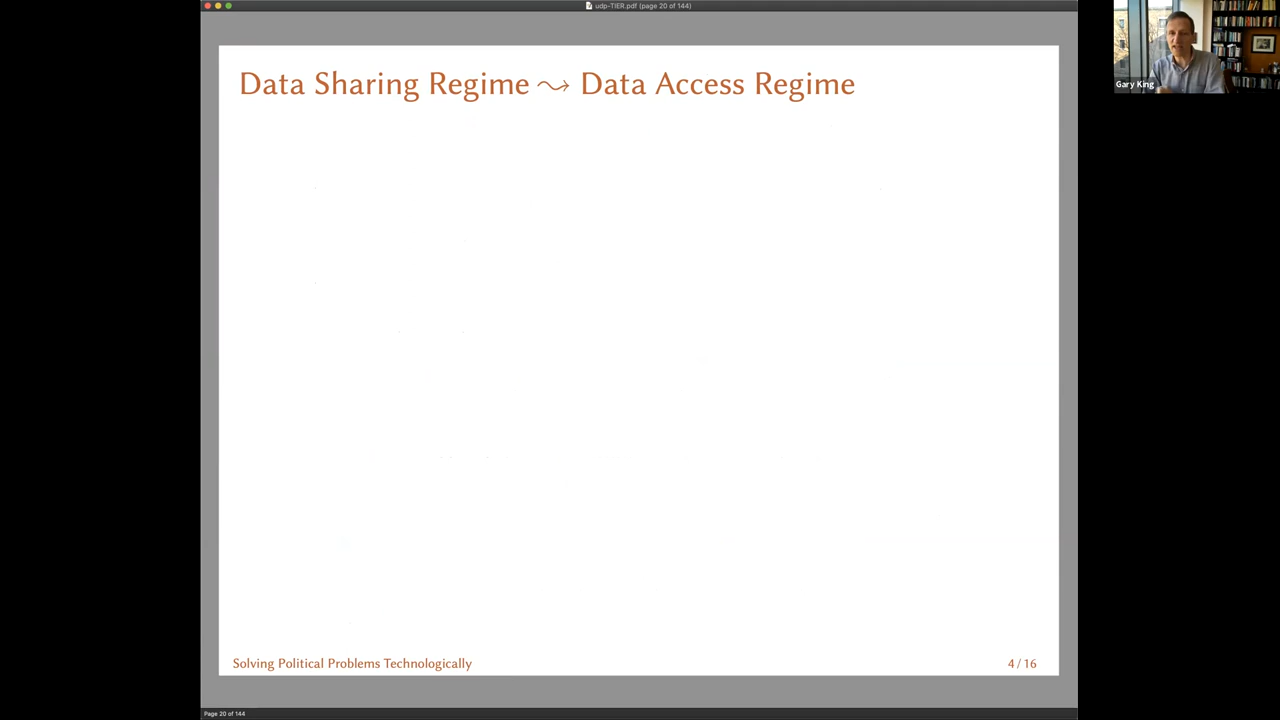 udp-TIER.pdf (page 20 of 144)
Gary King
Data Sharing Regime ⤳ Data Access Regime
Solving Political Problems Technologically
4 / 16
Page 20 of 144